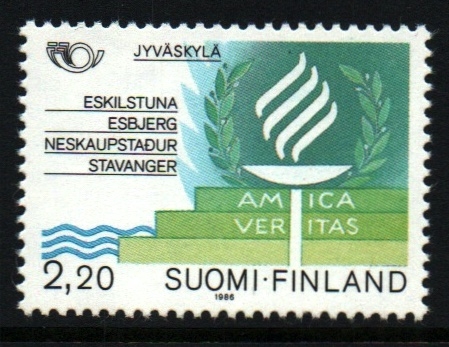 JYVÄSKYLÄ
ESKILSTUNA
ESBJERG
NESKAUPSTAÐUR
STAVANGER
AMICA
VERITAS
2,20 SUOMI·FINLAND
1986